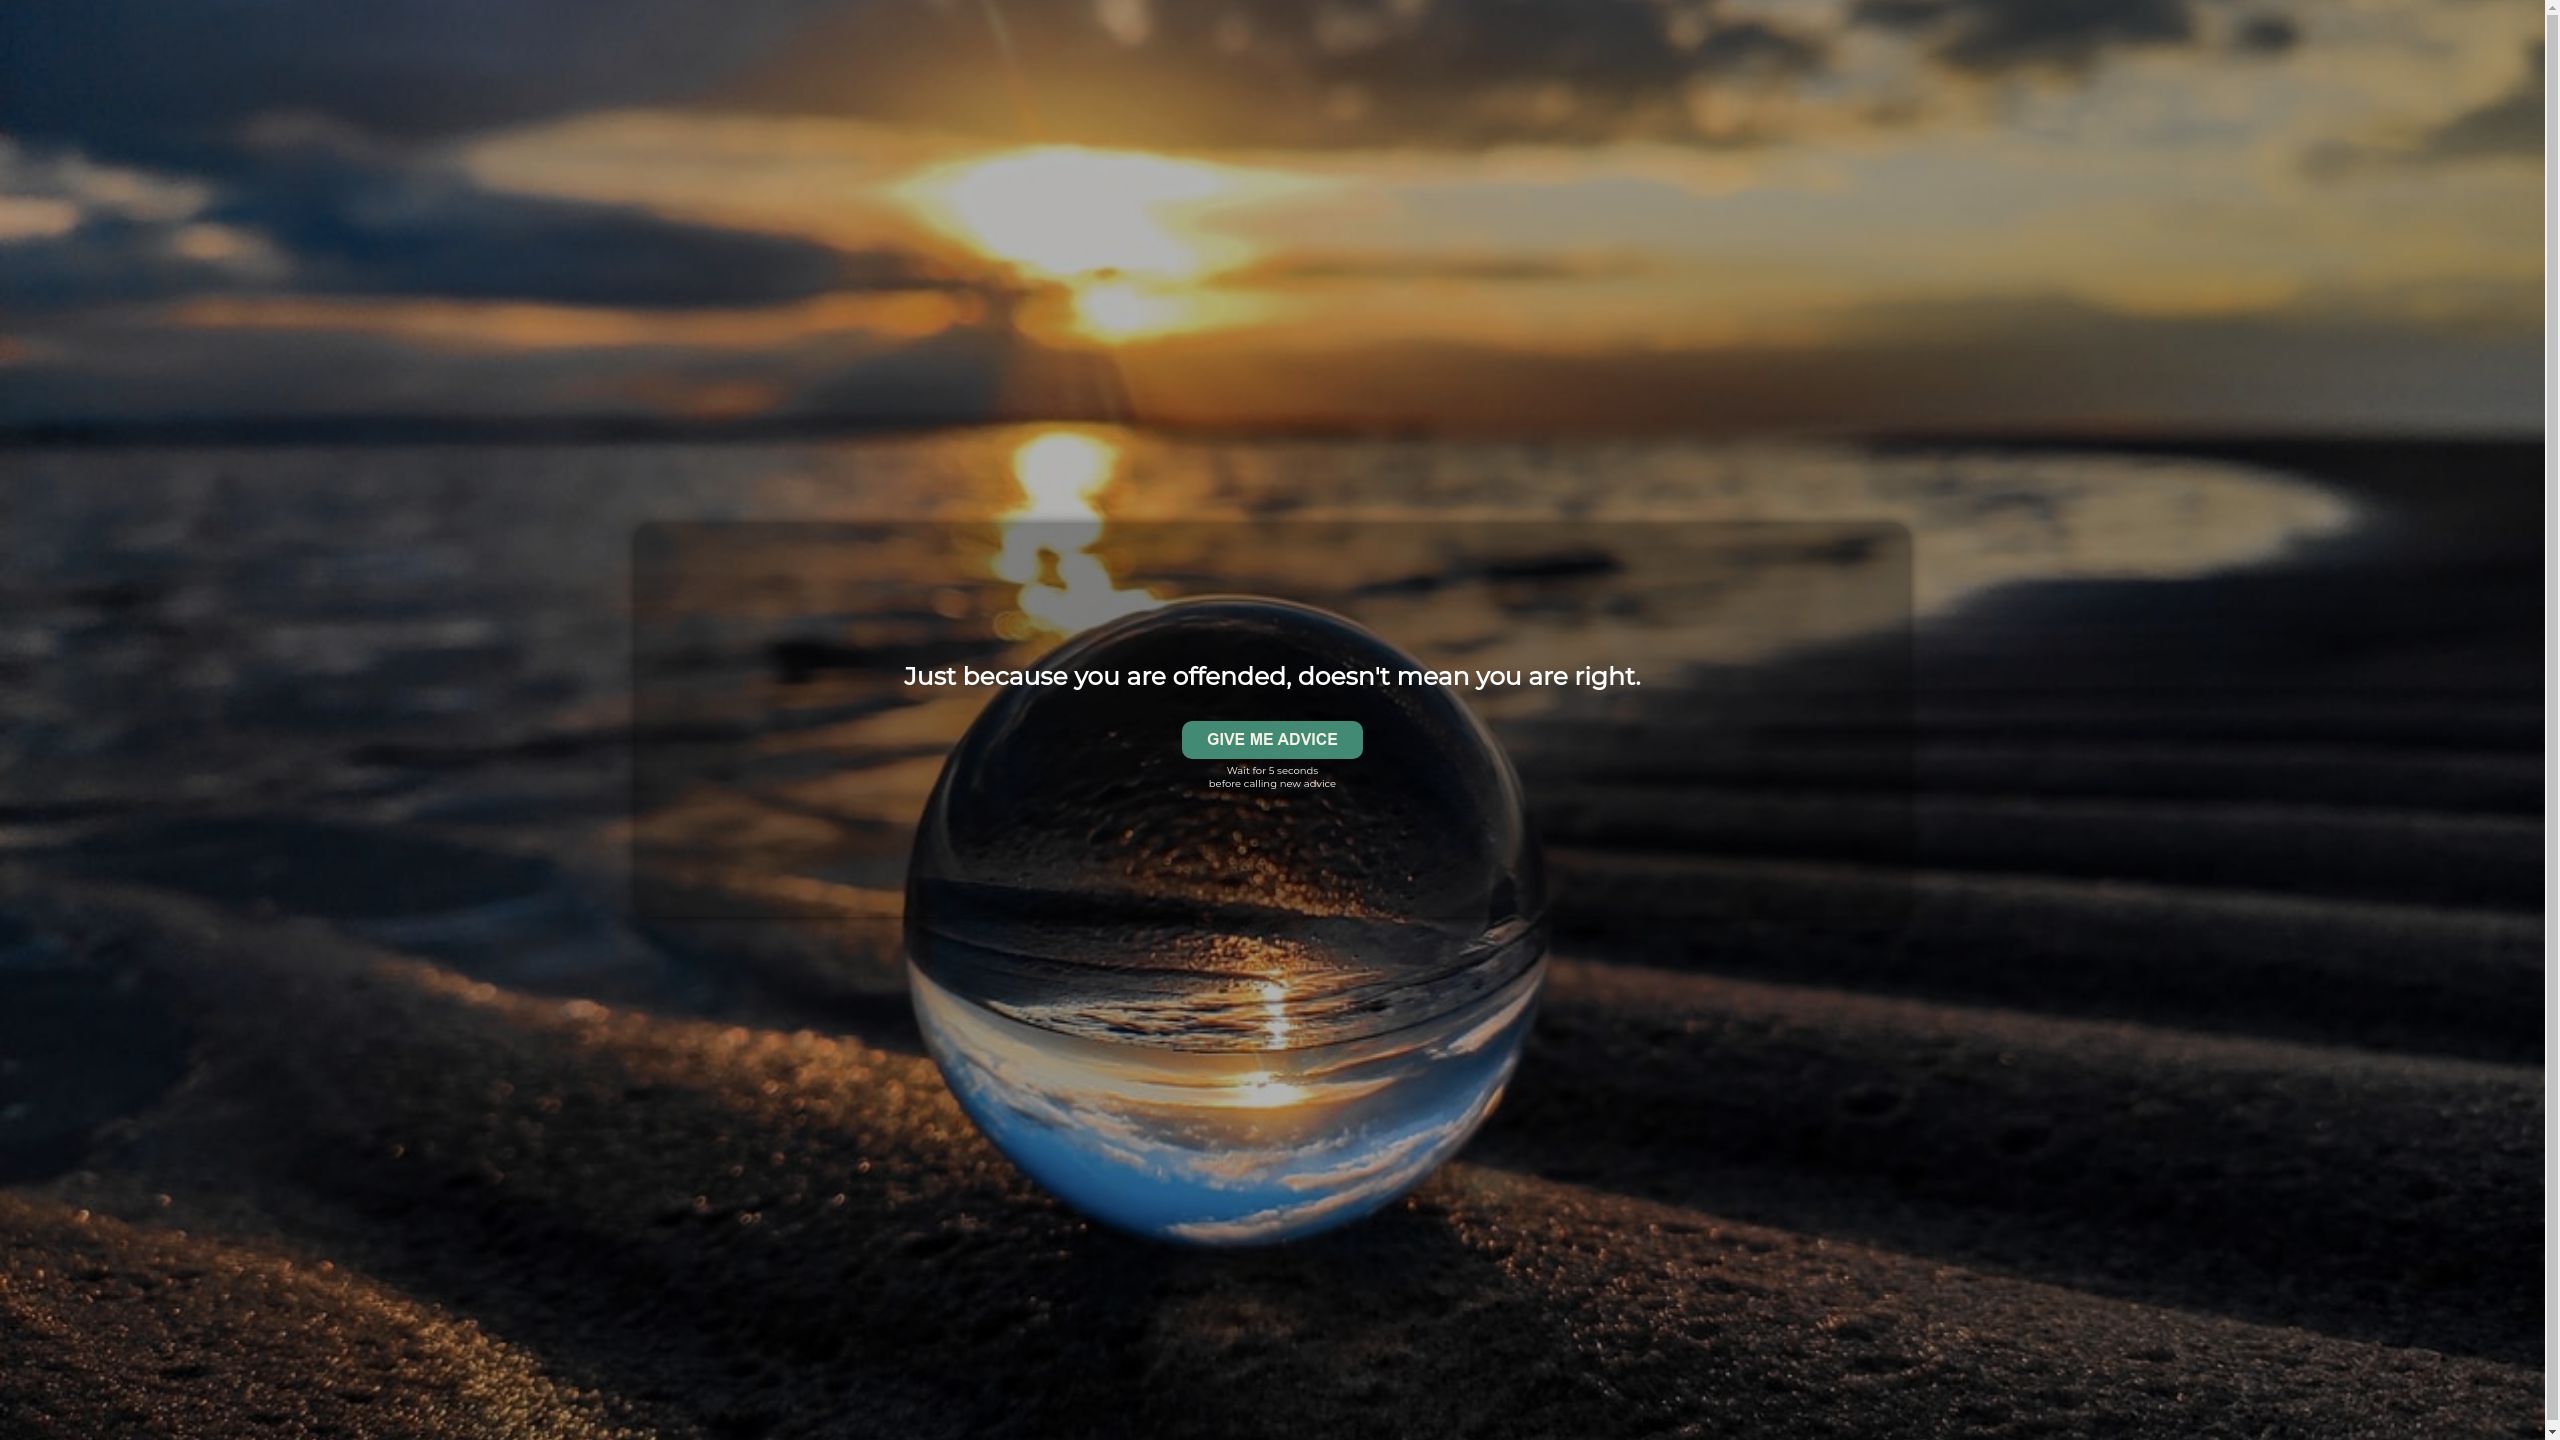 Just because you are offended, doesn't mean you are right.
GIVE ME ADVICE
Wait for 5 seconds
before calling new advice